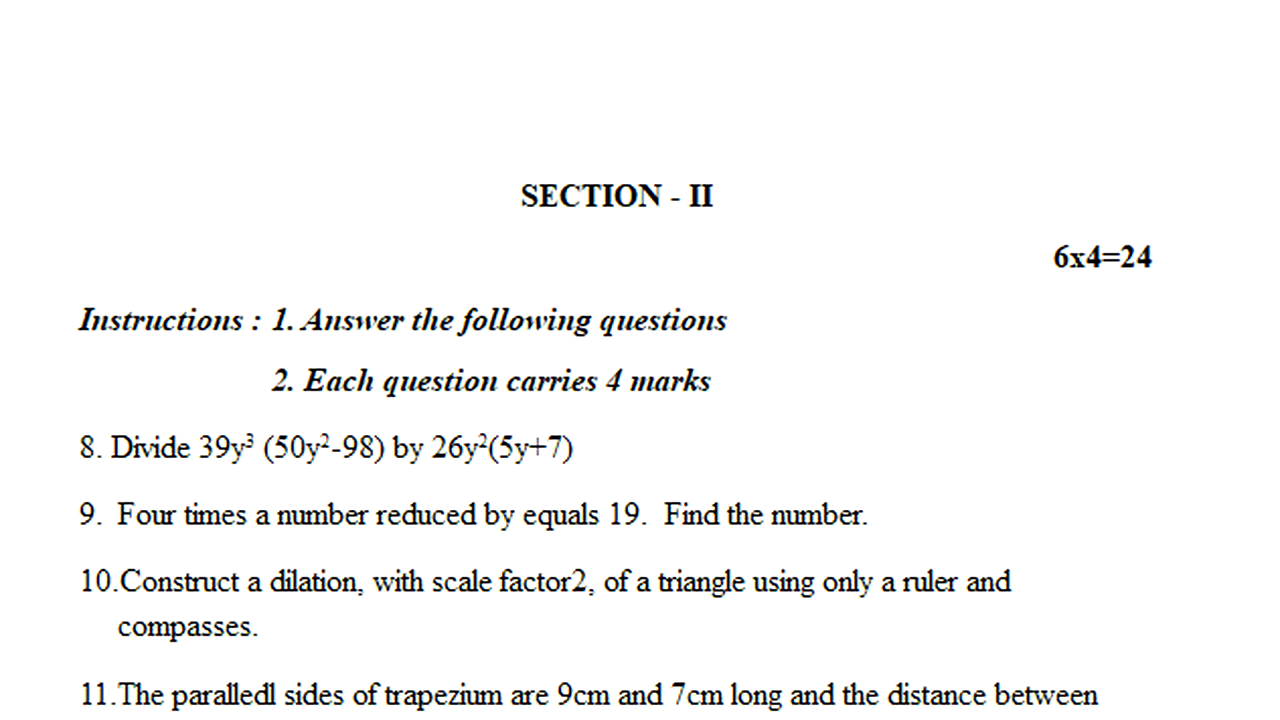 SECTION - II
6x4=24
Instructions : 1. Answer the following questions
2. Each question carries 4 marks
8. Divide 39y³ (50y²-98) by 26y²(5y+7)
9. Four times a number reduced by equals 19. Find the number.
10.Construct a dilation, with scale factor2, of a triangle using only a ruler and
compasses.
11.The paralledl sides of trapezium are 9cm and 7cm long and the distance between